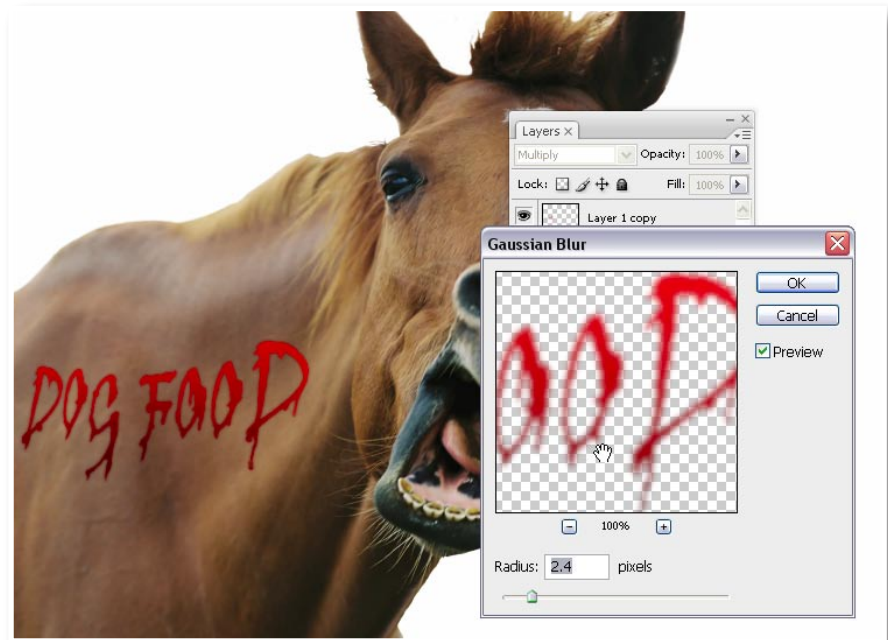 Layers ×
Multiply Opacity: 100%
Lock: Fill: 100%
Layer 1 copy
Gaussian Blur
OK
Cancel
Preview
DOG FOOD
OOD
100%
Radius: 2.4 pixels